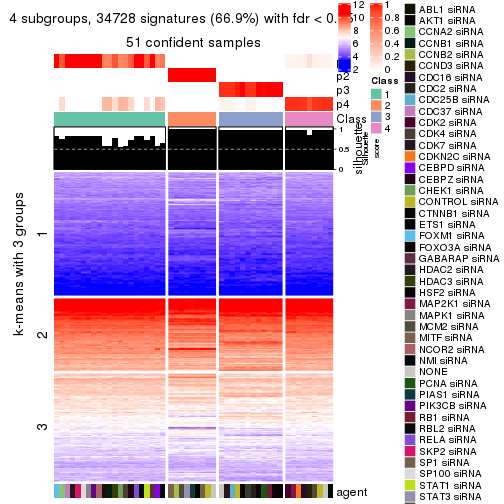 4 subgroups, 34728 signatures (66.9%) with fdr < 0.
51 confident samples
p2
p3
p4
Class
silhouette
1
0.5
0
k-means with 3 groups
1
2
3
agent
12
10
8
6
4
2
1
0.8
0.6
0.4
0.2
0
Class
1
2
3
4
Silhouette
score
ABL1 siRNA
AKT1 siRNA
CCNA2 siRNA
CCNB1 siRNA
CCNB2 siRNA
CCND3 siRNA
CDC16 siRNA
CDC2 siRNA
CDC25B siRNA
CDC37 siRNA
CDK2 siRNA
CDK4 siRNA
CDK7 siRNA
CDKN2C siRNA
CEBPD siRNA
CEBPZ siRNA
CHEK1 siRNA
CONTROL siRNA
CTNNB1 siRNA
ETS1 siRNA
FOXM1 siRNA
FOXO3A siRNA
GABARAP siRNA
HDAC2 siRNA
HDAC3 siRNA
HSF2 siRNA
MAP2K1 siRNA
MAPK1 siRNA
MCM2 siRNA
MITF siRNA
NCOR2 siRNA
NMI siRNA
NONE
PCNA siRNA
PIAS1 siRNA
PIK3CB siRNA
RB1 siRNA
RBL2 siRNA
RELA siRNA
SKP2 siRNA
SP1 siRNA
SP100 siRNA
STAT1 siRNA
STAT3 siRNA